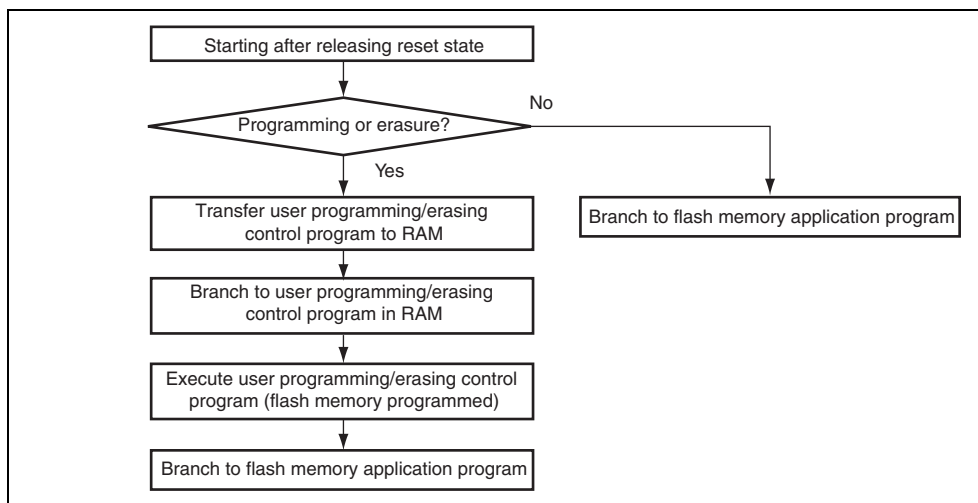 Starting after releasing reset state
Programming or erasure?
No
Yes
Transfer user programming/erasing
control program to RAM
Branch to flash memory application program
Branch to user programming/erasing
control program in RAM
Execute user programming/erasing control
program (flash memory programmed)
Branch to flash memory application program